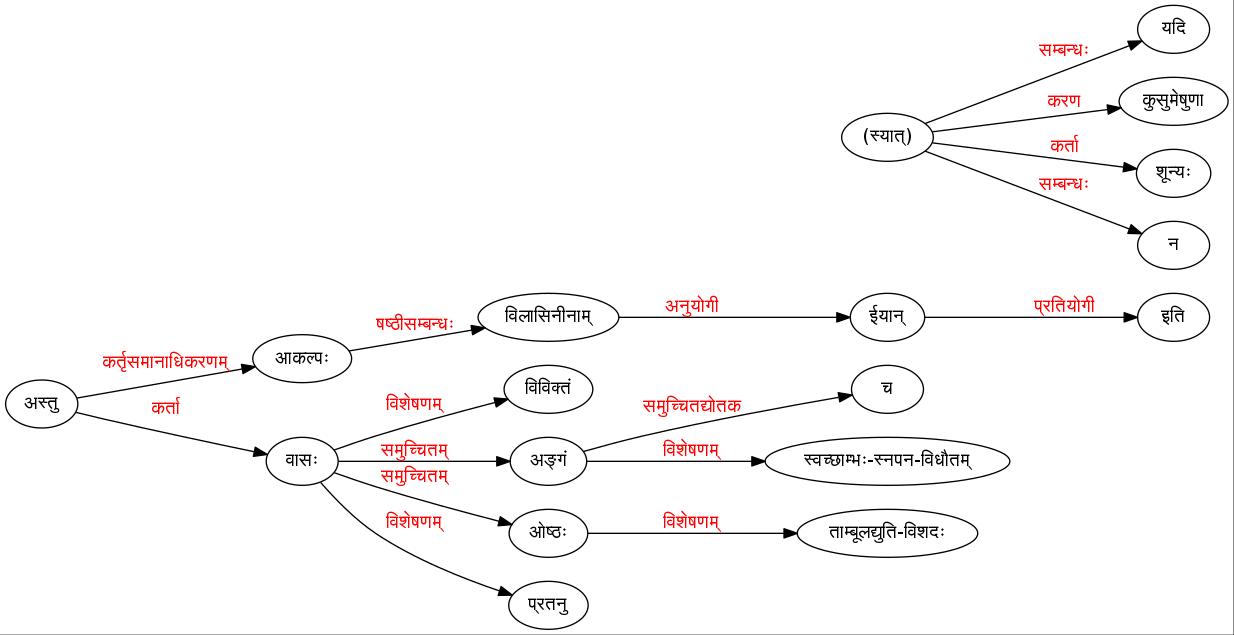 यदि
सम्बन्धः
करण
कुसुमेषुणा
(स्यात्)
कर्ता
शून्यः
सम्बन्धः
न
अनुयोगी
प्रतियोगी
षष्ठीसम्बन्धः
विलासिनीनाम्
ईयान्
इति
कर्तृसमानाधिकरणम्
आकल्पः
विशेषणम्
विविक्तं
च
अस्तु
कर्ता
समुच्चितद्योतक
समुच्चितम्
विशेषणम्
वासः
अङ्गं
स्वच्छाम्भः-स्नपन-विधौतम्
समुच्चितम्
विशेषणम्
विशेषणम्
ओष्ठः
ताम्बूलद्युति-विशदः
प्रतनु